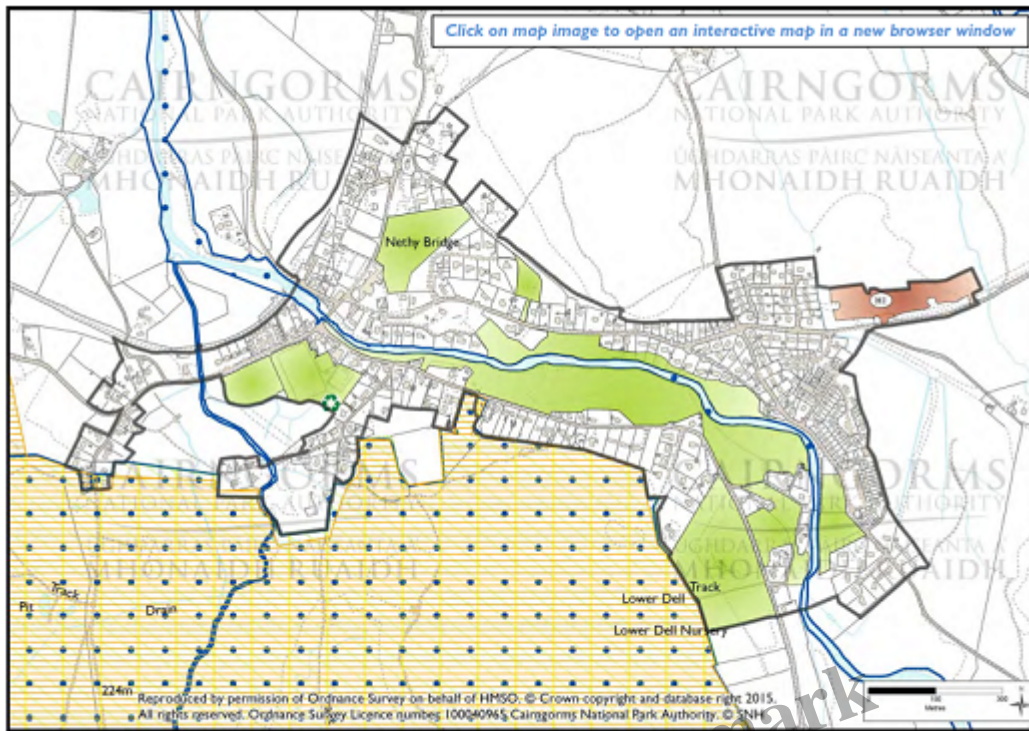 Click on map image to open an interactive map in a new browser window
CAIRNGORMS
NATIONAL PARK AUTHORITY
ÙGHDARRAS PÀIRC NÀISEANTA A'
MHONAIDH RUAIDH
CAIRNGORMS
NATIONAL PARK AUTHORITY
ÙGHDARRAS PÀIRC NÀISEANTA A'
MHONAIDH RUAIDH
Nethy Bridge
H1
CAIRNGORMS
NATIONAL PARK AUTHORITY
ÙGHDARRAS PÀIRC NÀISEANTA A'
MHONAIDH RUAIDH
CAIRNGORMS
NATIONAL PARK AUTHORITY
ÙGHDARRAS PÀIRC NÀISEANTA A'
MHONAIDH RUAIDH
Track
Pit
Drain
Track
Lower Dell
Lower Dell Nursery
224m
Reproduced by permission of Ordnance Survey on behalf of HMSO. © Crown copyright and database right 2015.
All rights reserved. Ordnance Survey Licence number 100040965 Cairngorms National Park Authority. © SNH
mark
Metres